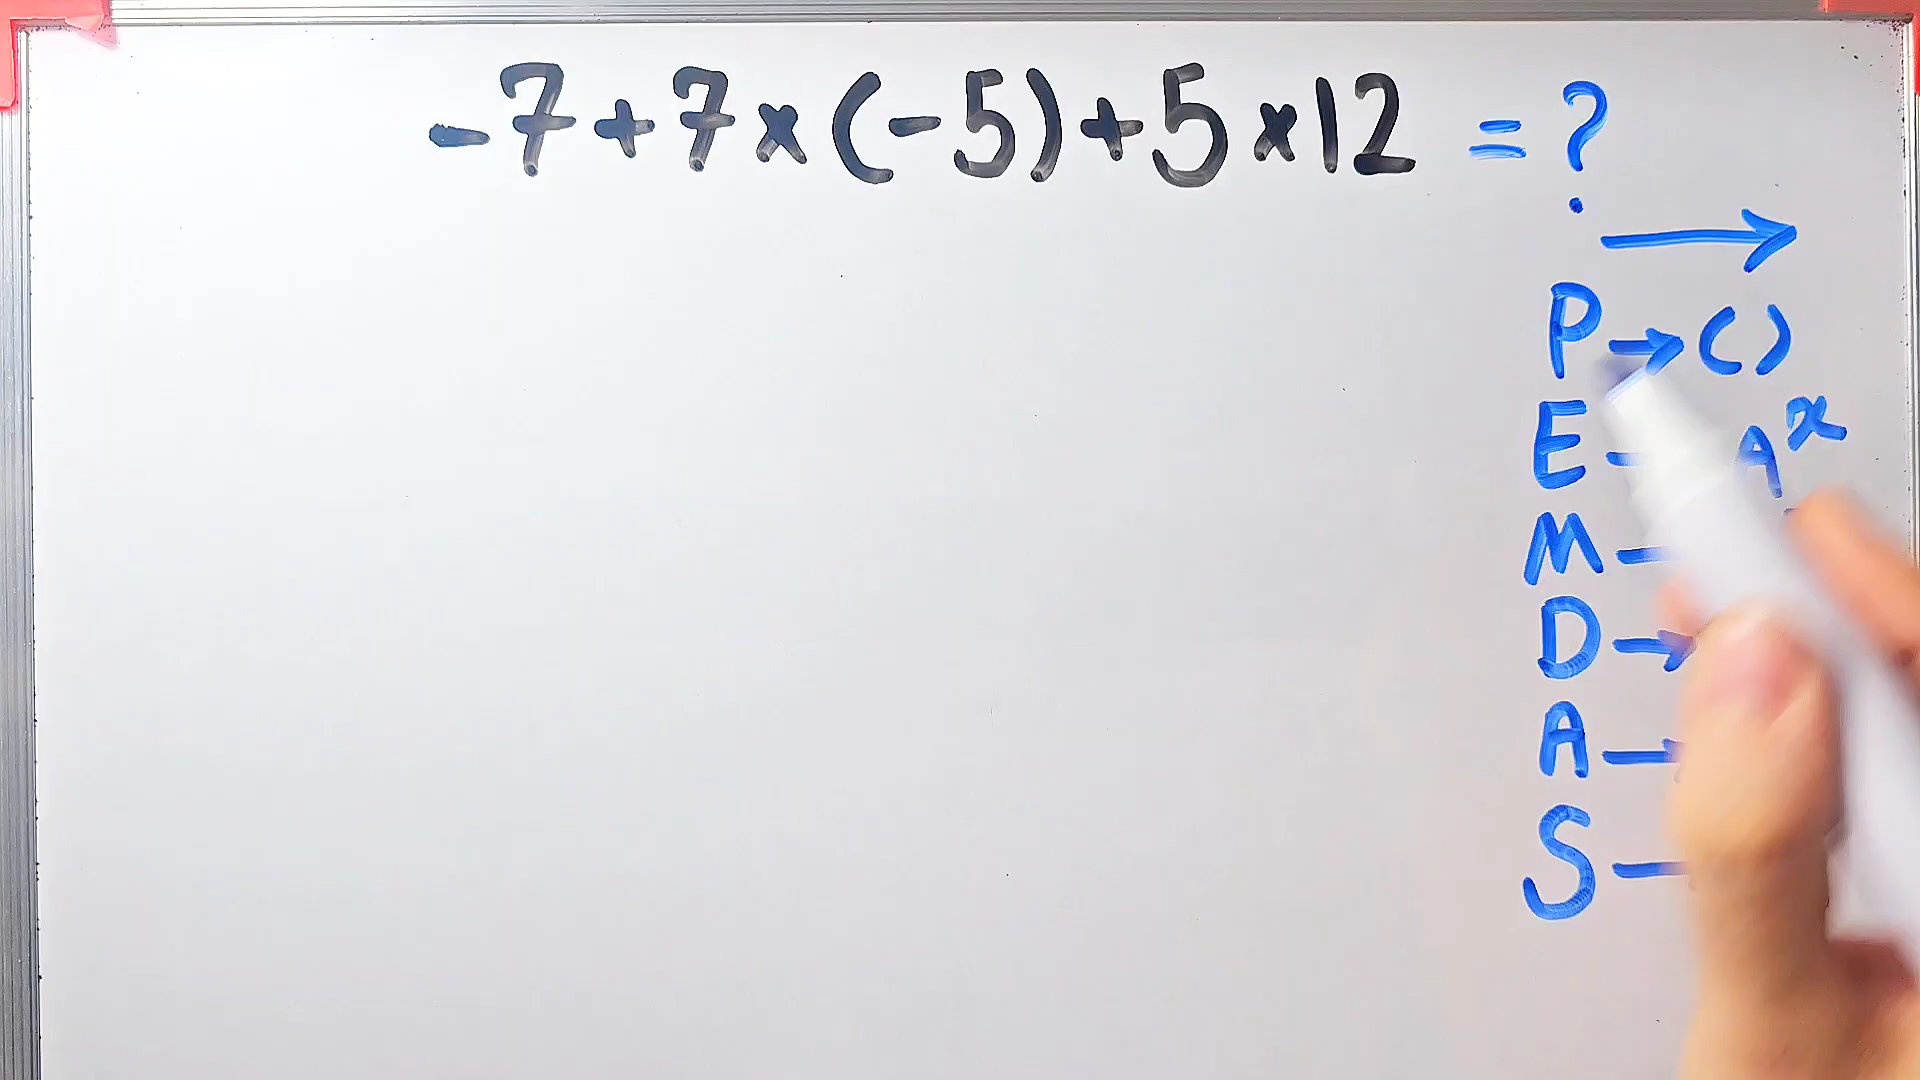 -7+7×(-5)+5×12 = ?
P→()
E- A^x
M-
D→
A→
S-